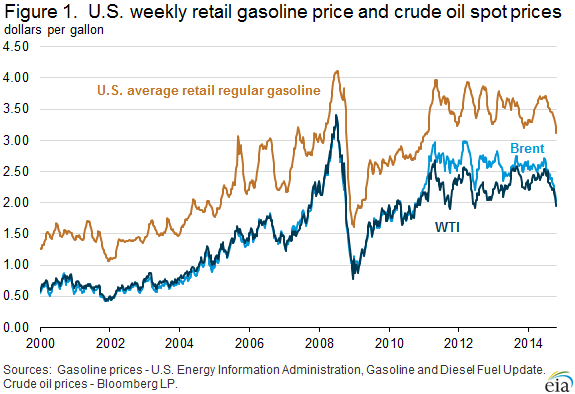 Figure 1.  U.S. weekly retail gasoline price and crude oil spot prices
dollars per gallon
4.50
4.00
3.50
3.00
2.50
2.00
1.50
1.00
0.50
0.00
U.S. average retail regular gasoline
Brent
WTI
2000 2002 2004 2006 2008 2010 2012 2014
Sources:  Gasoline prices - U.S. Energy Information Administration, Gasoline and Diesel Fuel Update.
Crude oil prices - Bloomberg LP.
eia